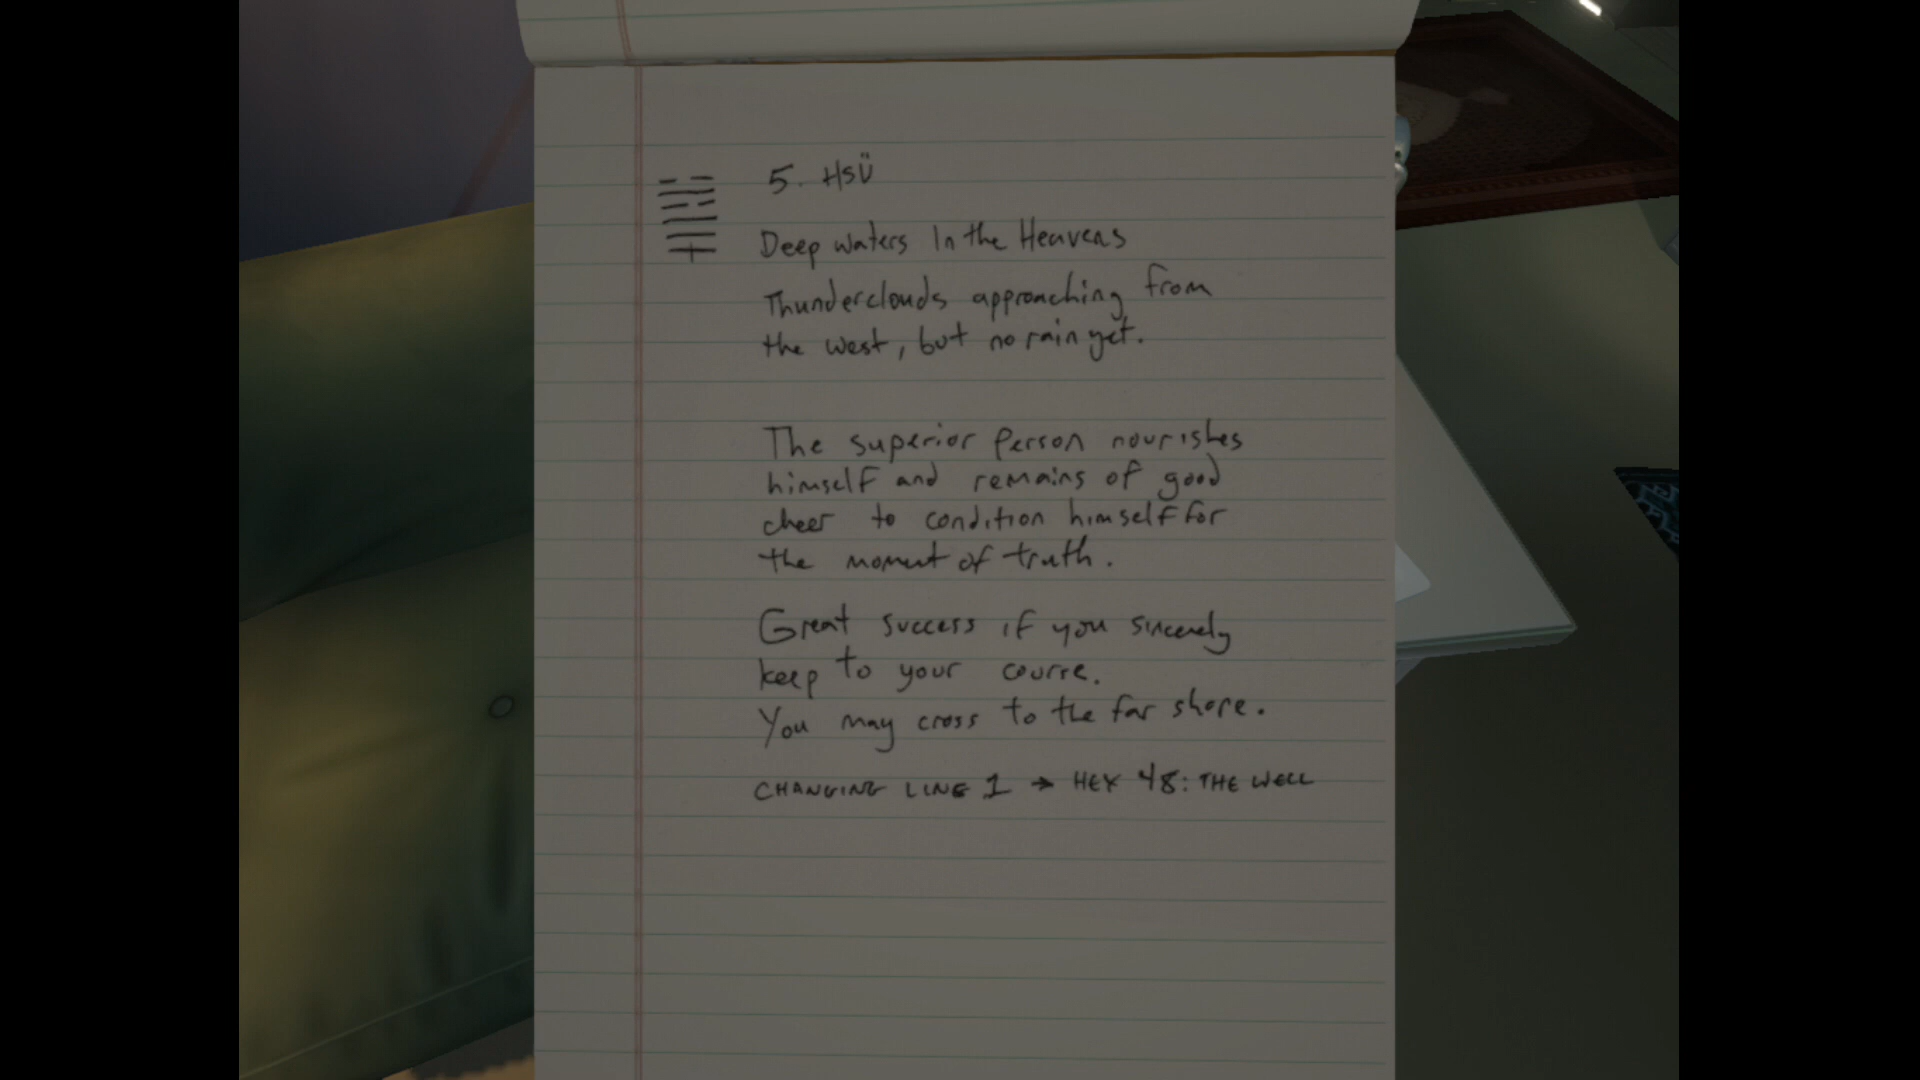 5. HSÜ
Deep Waters In the Heavens
Thunderclouds approaching from
the west, but no rain yet.
The superior person nourishes
himself and remains of good
cheer to condition himself for
the moment of truth.
Great success if you sincerely
keep to your course.
You may cross to the far shore.
CHANGING LINE 1 → HEX 48: THE WELL